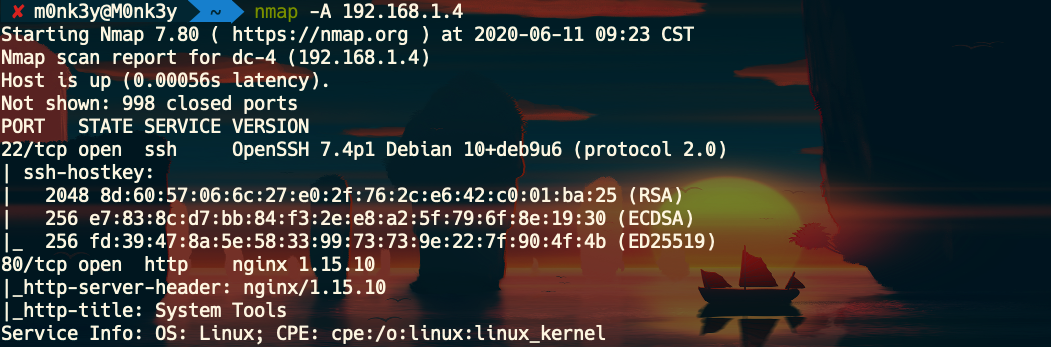 ✘ m0nk3y@M0nk3y ~ nmap -A 192.168.1.4
Starting Nmap 7.80 ( https://nmap.org ) at 2020-06-11 09:23 CST
Nmap scan report for dc-4 (192.168.1.4)
Host is up (0.00056s latency).
Not shown: 998 closed ports
PORT   STATE SERVICE VERSION
22/tcp open  ssh     OpenSSH 7.4p1 Debian 10+deb9u6 (protocol 2.0)
| ssh-hostkey:
|   2048 8d:60:57:06:6c:27:e0:2f:76:2c:e6:42:c0:01:ba:25 (RSA)
|   256 e7:83:8c:d7:bb:84:f3:2e:e8:a2:5f:79:6f:8e:19:30 (ECDSA)
|_  256 fd:39:47:8a:5e:58:33:99:73:73:9e:22:7f:90:4f:4b (ED25519)
80/tcp open  http    nginx 1.15.10
|_http-server-header: nginx/1.15.10
|_http-title: System Tools
Service Info: OS: Linux; CPE: cpe:/o:linux:linux_kernel